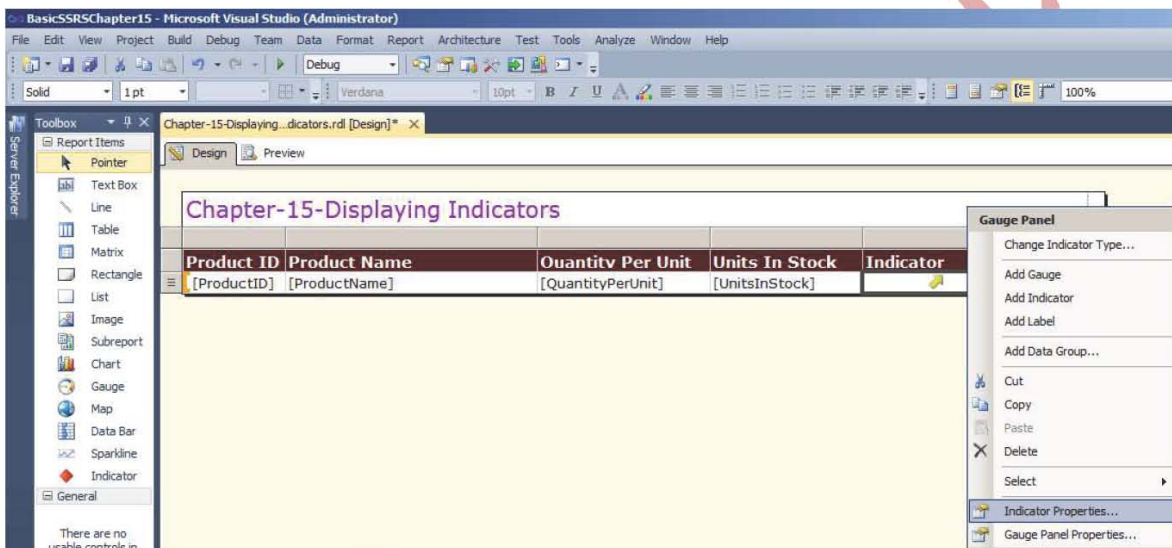 BasicSSRSChapter15 - Microsoft Visual Studio (Administrator)
File Edit View Project Build Debug Team Data Format Report Architecture Test Tools Analyze Window Help
Debug
Solid 1 pt Verdana 10pt B I U A 100%
Server Explorer
Toolbox
Chapter-15-Displaying...dicators.rdl [Design]*
Report Items
Pointer
Text Box
Line
Table
Matrix
Rectangle
List
Image
Subreport
Chart
Gauge
Map
Data Bar
Sparkline
Indicator
General
There are no
usable controls in
Design Preview
Chapter-15-Displaying Indicators
Product ID Product Name Quantity Per Unit Units In Stock Indicator
[ProductID] [ProductName] [QuantityPerUnit] [UnitsInStock]
Gauge Panel
Change Indicator Type...
Add Gauge
Add Indicator
Add Label
Add Data Group...
Cut
Copy
Paste
Delete
Select
Indicator Properties...
Gauge Panel Properties...